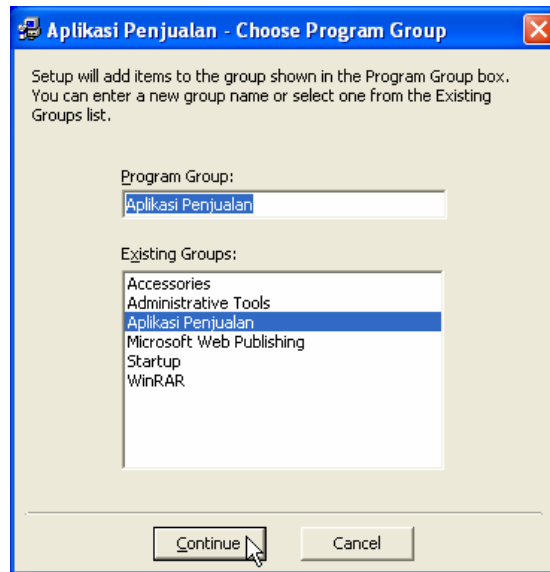 Aplikasi Penjualan - Choose Program Group
Setup will add items to the group shown in the Program Group box.
You can enter a new group name or select one from the Existing
Groups list.
Program Group:
Aplikasi Penjualan
Existing Groups:
Accessories
Administrative Tools
Aplikasi Penjualan
Microsoft Web Publishing
Startup
WinRAR
Continue
Cancel